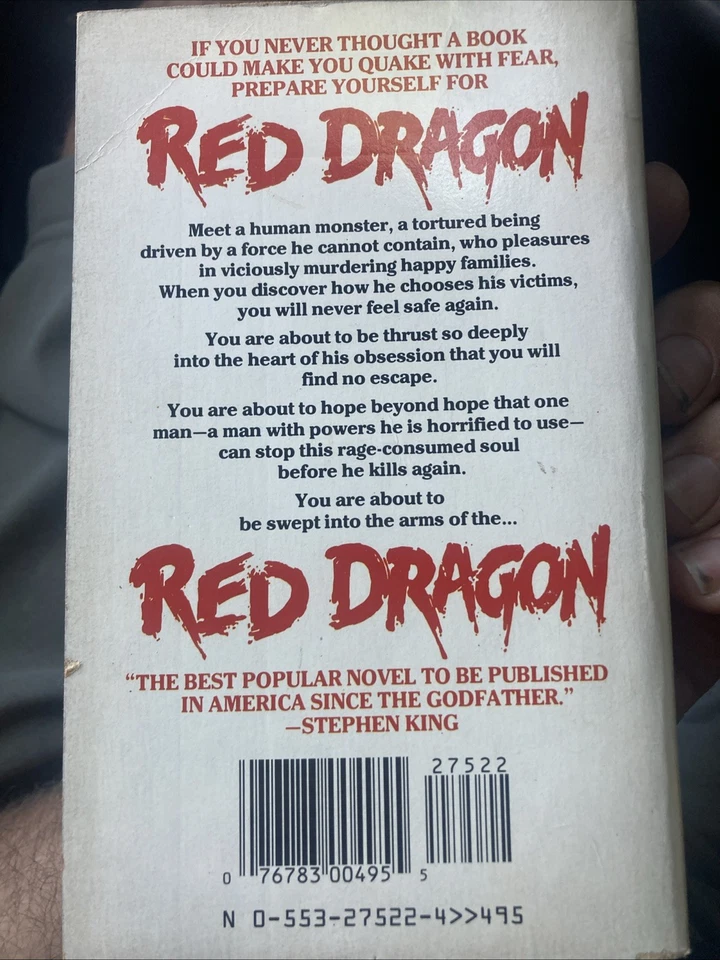 IF YOU NEVER THOUGHT A BOOK
COULD MAKE YOU QUAKE WITH FEAR,
PREPARE YOURSELF FOR
RED DRAGON
Meet a human monster, a tortured being
driven by a force he cannot contain, who pleasures
in viciously murdering happy families.
When you discover how he chooses his victims,
you will never feel safe again.
You are about to be thrust so deeply
into the heart of his obsession that you will
find no escape.
You are about to hope beyond hope that one
man—a man with powers he is horrified to use—
can stop this rage-consumed soul
before he kills again.
You are about to
be swept into the arms of the...
RED DRAGON
“THE BEST POPULAR NOVEL TO BE PUBLISHED
IN AMERICA SINCE THE GODFATHER.”
—STEPHEN KING
27522
0 76783 00495 5
N 0-553-27522-4>>495